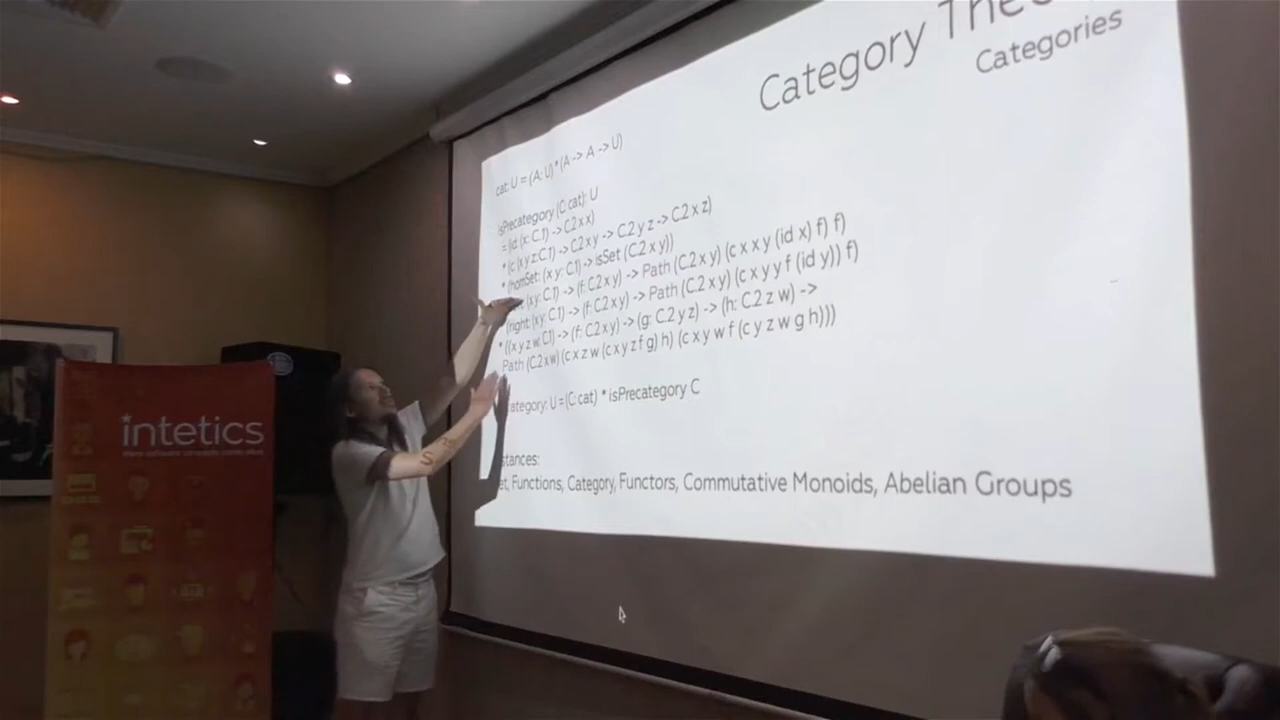 Category
Categories
cat: U = (A: U) * (A -> A -> U)
isPrecategory (C: cat): U
= (id: (x: C.1) -> C.2 x x)
* (c: (x y z: C.1) -> C.2 x y -> C.2 y z -> C.2 x z)
* (homSet: (x y: C.1) -> isSet (C.2 x y))
(x y: C.1) -> (f: C.2 x y) -> Path (C.2 x y) (c x x y (id x) f) f)
(right: (x y: C.1) -> (f: C.2 x y) -> Path (C.2 x y) (c x y y f (id y)) f)
* ((x y z w: C.1) -> (f: C.2 x y) -> (g: C.2 y z) -> (h: C.2 z w) ->
Path (C.2 x w) (c x z w (c x y z f g) h) (c x y w f (c y z w g h)))
ategory: U = (C: cat) * isPrecategory C
stances:
et, Functions, Category, Functors, Commutative Monoids, Abelian Groups
intetics